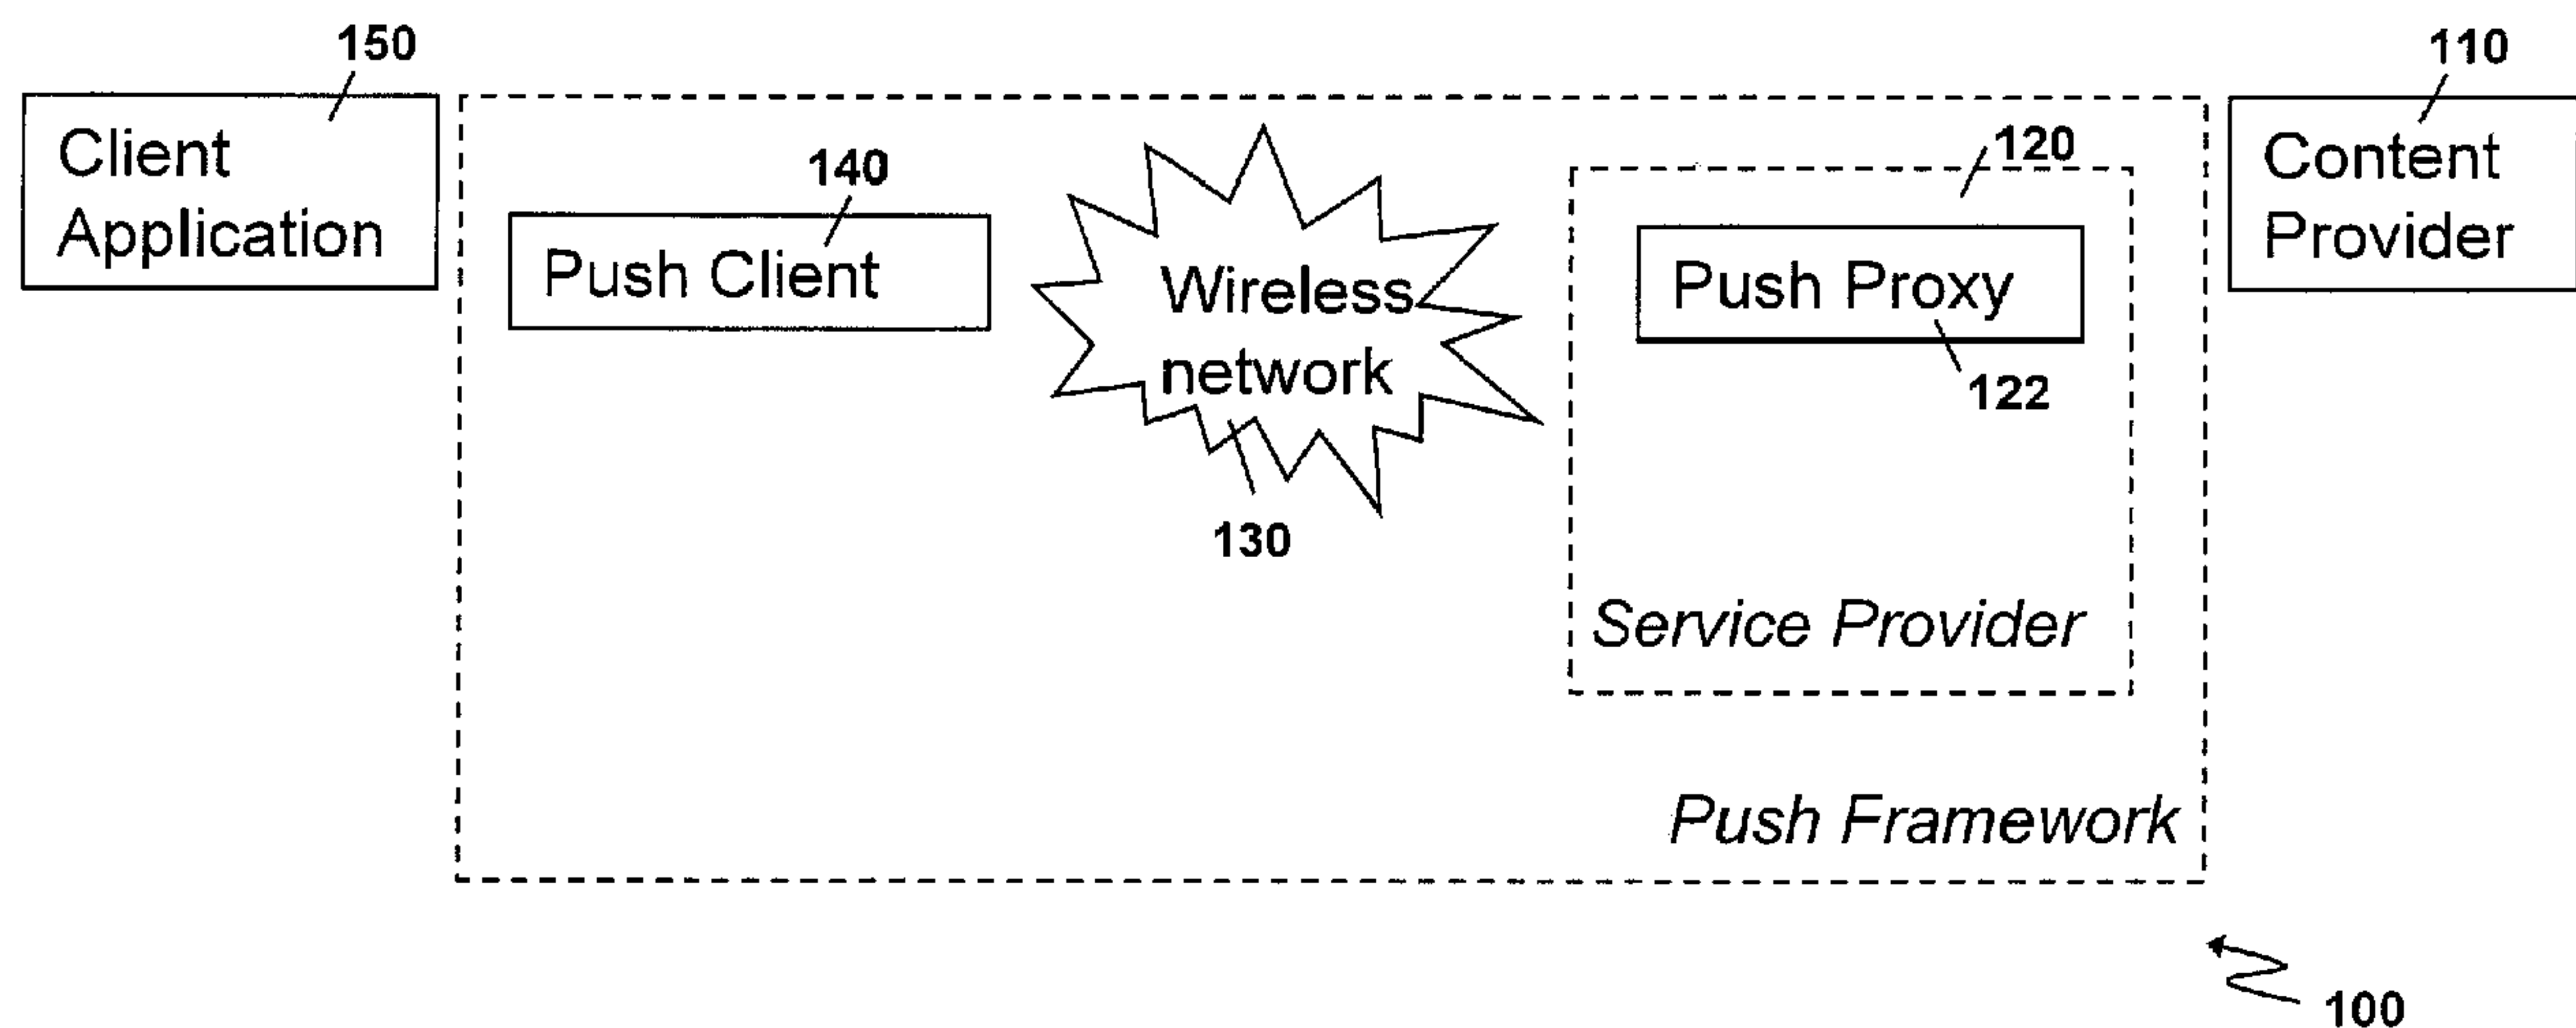 150
110
Client
Application
140
Push Client
Wireless
network
130
120
Push Proxy
122
Content
Provider
Service Provider
Push Framework
100